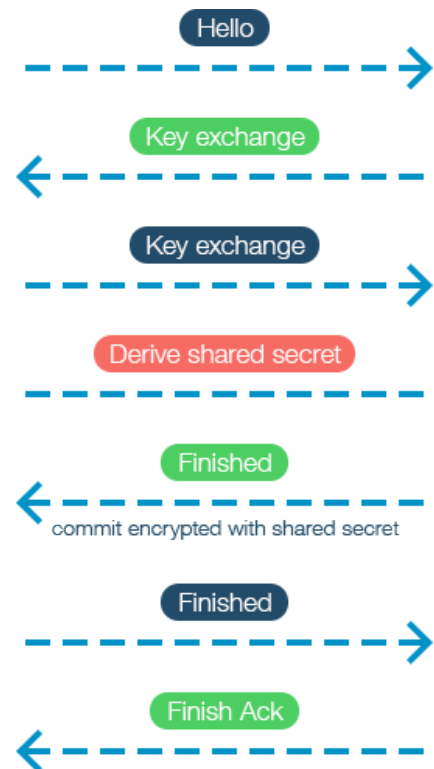 Hello
Key exchange
Key exchange
Derive shared secret
Finished
commit encrypted with shared secret
Finished
Finish Ack